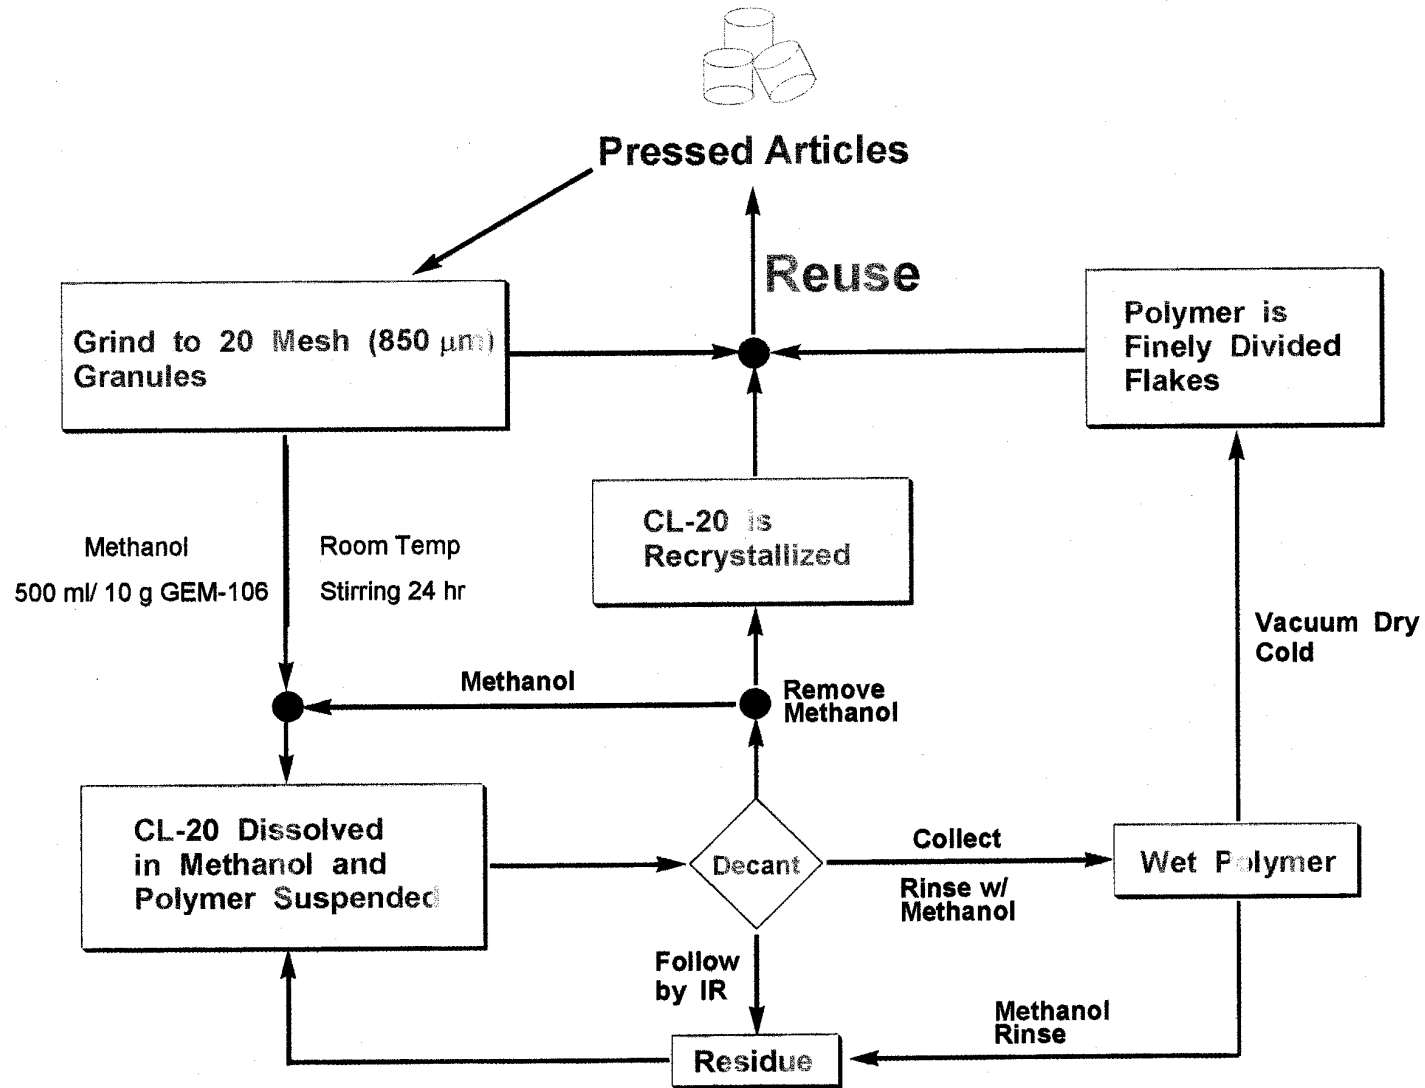 Pressed Articles
Reuse
Grind to 20 Mesh (850 μm)
Granules
Polymer is
Finely Divided
Flakes
CL-20 is
Recrystallized
Methanol
500 ml/ 10 g GEM-106
Room Temp
Stirring 24 hr
Vacuum Dry
Cold
Methanol
Remove
Methanol
CL-20 Dissolved
in Methanol and
Polymer Suspended
Decant
Collect
Rinse w/
Methanol
Wet Polymer
Follow
by IR
Methanol
Rinse
Residue